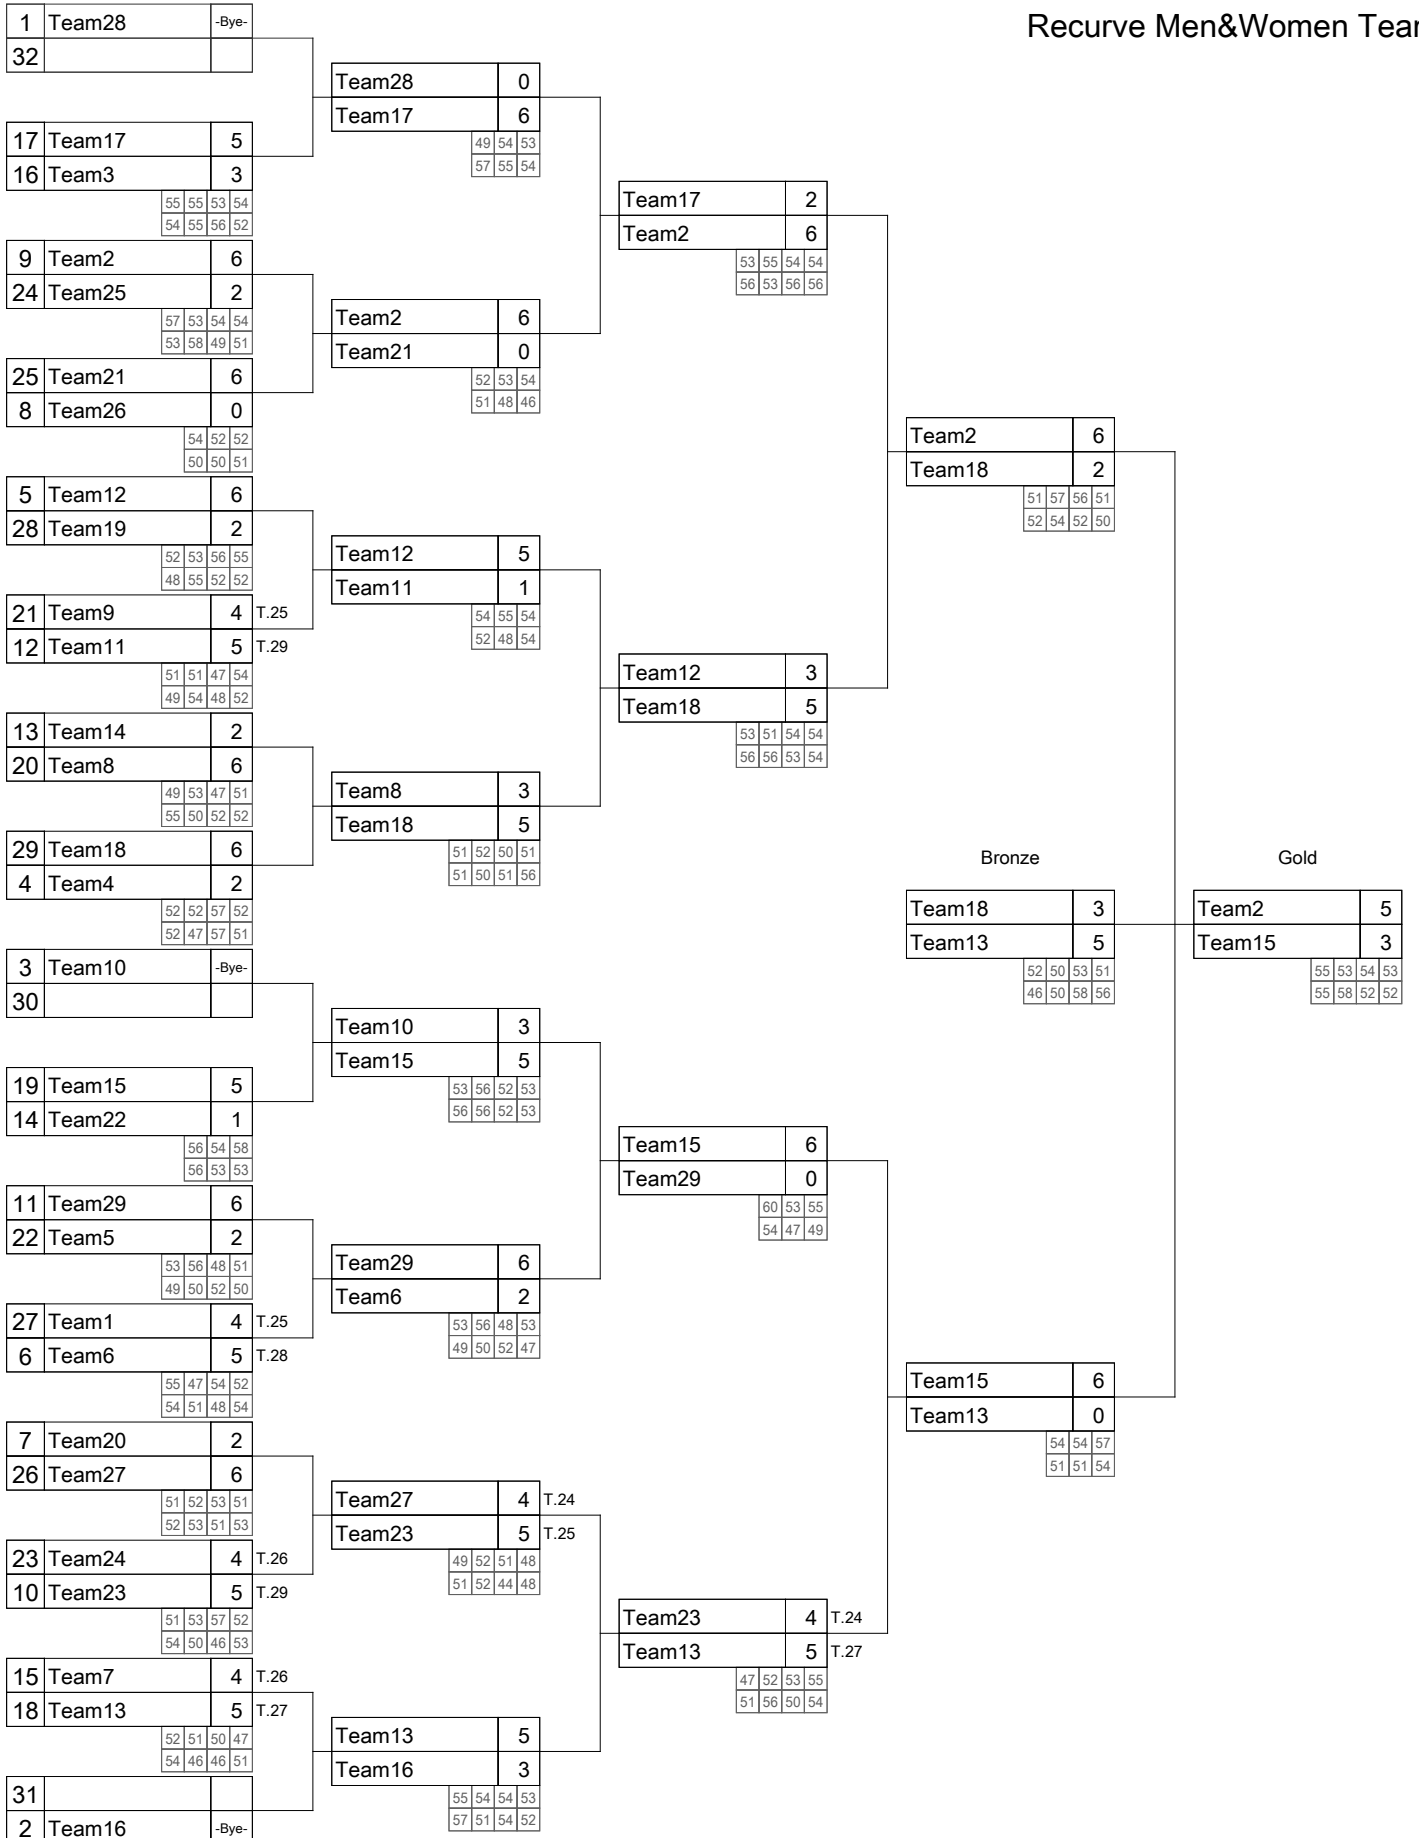 Recurve Men&Women Tear
1 Team28 -Bye-
32
17 Team17 5
16 Team3 3
55 55 53 54
54 55 56 52
9 Team2 6
24 Team25 2
57 53 54 54
53 58 49 51
25 Team21 6
8 Team26 0
54 52 52
50 50 51
5 Team12 6
28 Team19 2
52 53 56 55
48 55 52 52
21 Team9 4 T.25
12 Team11 5 T.29
51 51 47 54
49 54 48 52
13 Team14 2
20 Team8 6
49 53 47 51
55 50 52 52
29 Team18 6
4 Team4 2
52 52 57 52
52 47 57 51
3 Team10 -Bye-
30
19 Team15 5
14 Team22 1
56 54 58
56 53 53
11 Team29 6
22 Team5 2
53 56 48 51
49 50 52 50
27 Team1 4 T.25
6 Team6 5 T.28
55 47 54 52
54 51 48 54
7 Team20 2
26 Team27 6
51 52 53 51
52 53 51 53
23 Team24 4 T.26
10 Team23 5 T.29
51 53 57 52
54 50 46 53
15 Team7 4 T.26
18 Team13 5 T.27
52 51 50 47
54 46 46 51
31
2 Team16 -Bye-
Team28 0
Team17 6
49 54 53
57 55 54
Team2 6
Team21 0
52 53 54
51 48 46
Team12 5
Team11 1
54 55 54
52 48 54
Team8 3
Team18 5
51 52 50 51
51 50 51 56
Team10 3
Team15 5
53 56 52 53
56 56 52 53
Team29 6
Team6 2
53 56 48 53
49 50 52 47
Team27 4 T.24
Team23 5 T.25
49 52 51 48
51 52 44 48
Team13 5
Team16 3
55 54 54 53
57 51 54 52
Team17 2
Team2 6
53 55 54 54
56 53 56 56
Team12 3
Team18 5
53 51 54 54
56 56 53 54
Team15 6
Team29 0
60 53 55
54 47 49
Team23 4 T.24
Team13 5 T.27
47 52 53 55
51 56 50 54
Team2 6
Team18 2
51 57 56 51
52 54 52 50
Bronze
Team18 3
Team13 5
52 50 53 51
46 50 58 56
Team15 6
Team13 0
54 54 57
51 51 54
Gold
Team2 5
Team15 3
55 53 54 53
55 58 52 52